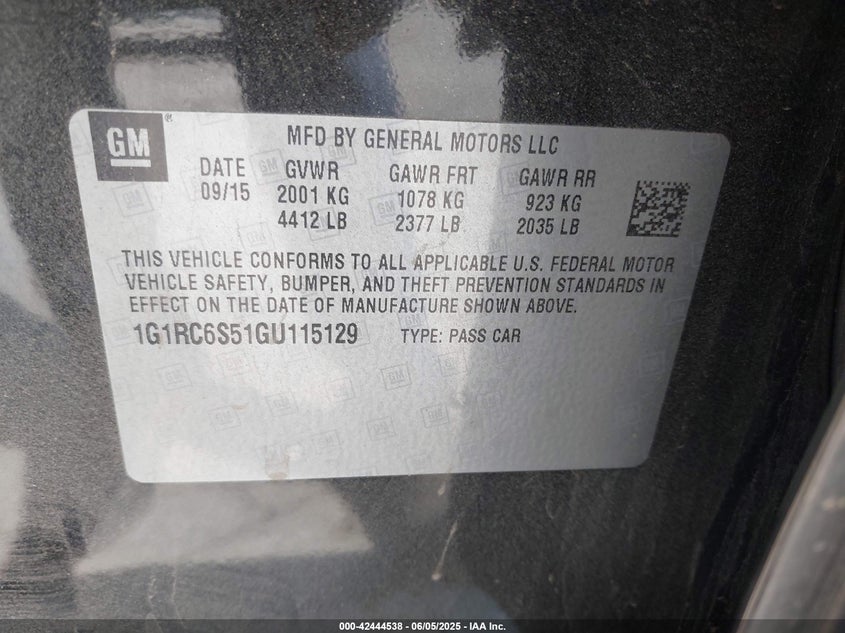 GM ®
MFD BY GENERAL MOTORS LLC
DATE GVWR GAWR FRT GAWR RR
09/15 2001 KG 1078 KG 923 KG
4412 LB 2377 LB 2035 LB
THIS VEHICLE CONFORMS TO ALL APPLICABLE U.S. FEDERAL MOTOR
VEHICLE SAFETY, BUMPER, AND THEFT PREVENTION STANDARDS IN
EFFECT ON THE DATE OF MANUFACTURE SHOWN ABOVE.
1G1RC6S51GU115129 TYPE: PASS CAR
000-42444538 - 06/05/2025 - IAA Inc.